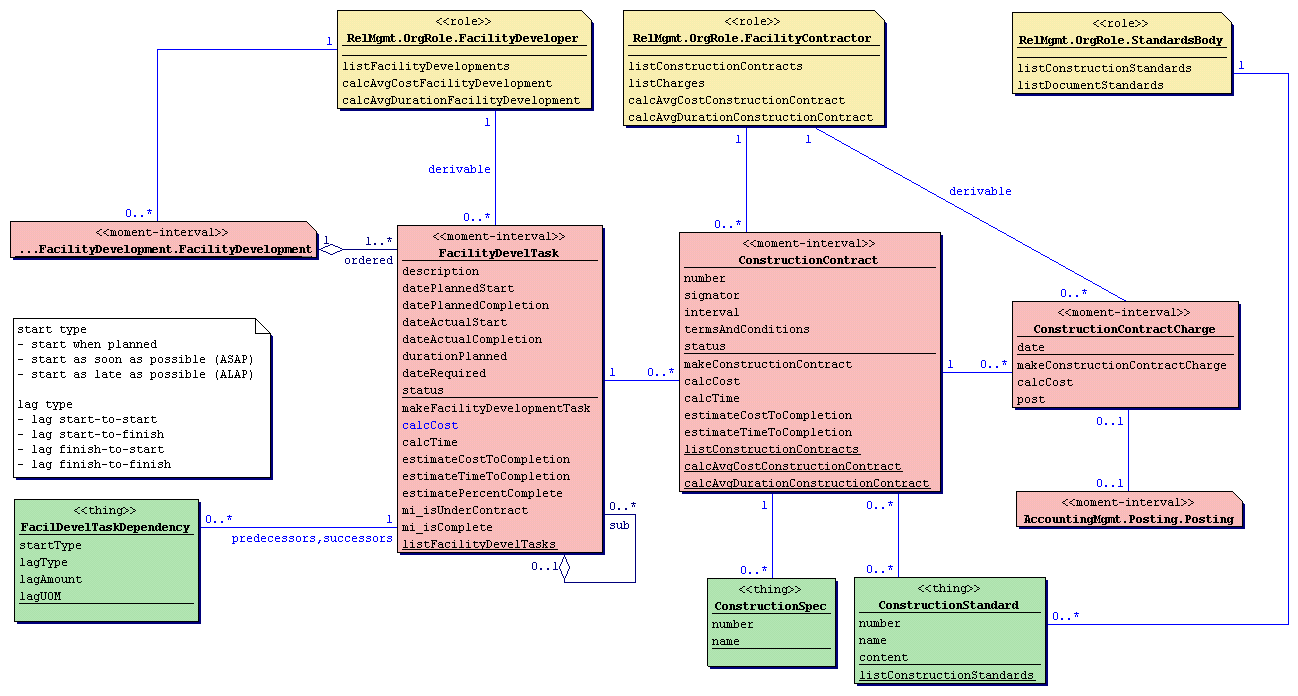 <<role>>
RelMgmt.OrgRole.FacilityDeveloper
listFacilityDevelopments
calcAvgCostFacilityDevelopment
calcAvgDurationFacilityDevelopment
<<role>>
RelMgmt.OrgRole.FacilityContractor
listConstructionContracts
listCharges
calcAvgCostConstructionContract
calcAvgDurationConstructionContract
<<role>>
RelMgmt.OrgRole.StandardsBody
listConstructionStandards
listDocumentStandards
1
1
1
derivable
0..*
0..*
1
1
derivable
0..*
0..*
<<moment-interval>>
...FacilityDevelopment.FacilityDevelopment
1
1..*
ordered
<<moment-interval>>
FacilityDevelTask
description
datePlannedStart
datePlannedCompletion
dateActualStart
dateActualCompletion
durationPlanned
dateRequired
status
makeFacilityDevelopmentTask
calcCost
calcTime
estimateCostToCompletion
estimateTimeToCompletion
estimatePercentComplete
mi_isUnderContract
mi_isComplete
listFacilityDevelTasks
<<moment-interval>>
ConstructionContract
number
signator
interval
termsAndConditions
status
makeConstructionContract
calcCost
calcTime
estimateCostToCompletion
estimateTimeToCompletion
listConstructionContracts
calcAvgCostConstructionContract
calcAvgDurationConstructionContract
<<moment-interval>>
ConstructionContractCharge
date
makeConstructionContractCharge
calcCost
post
1
0..*
1
0..*
0..1
0..1
<<moment-interval>>
AccountingMgmt.Posting.Posting
start type
- start when planned
- start as soon as possible (ASAP)
- start as late as possible (ALAP)
lag type
- lag start-to-start
- lag start-to-finish
- lag finish-to-start
- lag finish-to-finish
<<thing>>
FacilDevelTaskDependency
startType
lagType
lagAmount
lagUOM
0..*
1
predecessors,successors
0..*
sub
0..1
1
0..*
0..*
0..*
<<thing>>
ConstructionSpec
number
name
<<thing>>
ConstructionStandard
number
name
content
listConstructionStandards
0..*